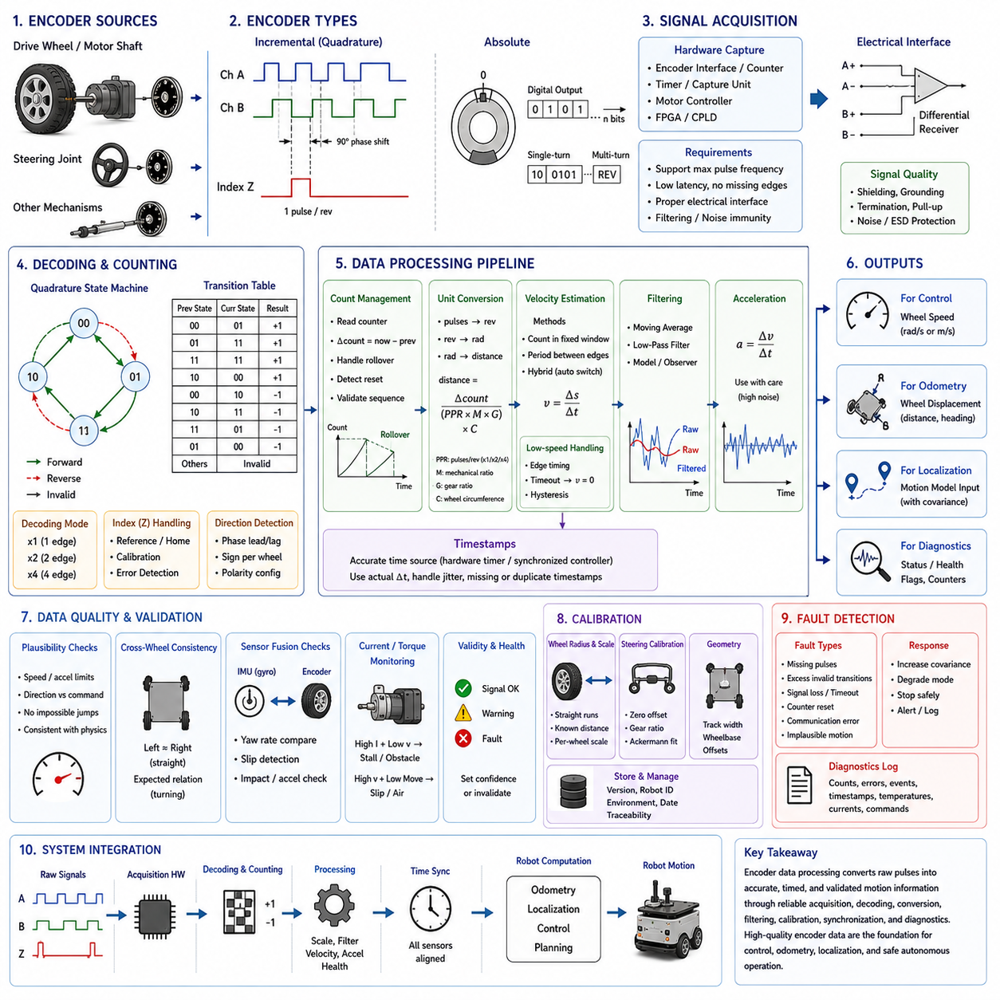 1. ENCODER SOURCES
Drive Wheel / Motor Shaft
Steering Joint
Other Mechanisms
2. ENCODER TYPES
Incremental (Quadrature)
Ch A
Ch B
90° phase shift
Index Z
1 pulse / rev
Absolute
0
Digital Output
0 1 0 1
... n bits
Single-turn
Multi-turn
10 0101 ... REV
3. SIGNAL ACQUISITION
Hardware Capture
• Encoder Interface / Counter
• Timer / Capture Unit
• Motor Controller
• FPGA / CPLD
Requirements
• Support max pulse frequency
• Low latency, no missing edges
• Proper electrical interface
• Filtering / Noise immunity
Electrical Interface
A+
A−
B+
B−
Differential
Receiver
Signal Quality
• Shielding, Grounding
• Termination, Pull-up
• Noise / ESD Protection
4. DECODING & COUNTING
Quadrature State Machine
00
10
01
11
Forward
Reverse
Invalid
Transition Table
Prev State Curr State Result
00 01 +1
01 11 +1
11 11 +1
10 00 +1
00 10 -1
10 11 -1
11 01 -1
01 00 -1
Others Invalid
Decoding Mode
x1 (1 edge)
x2 (2 edge)
x4 (4 edge)
Index (Z) Handling
• Reference / Home
• Calibration
• Error Detection
Direction Detection
• Phase lead/lag
• Sign per wheel
• Polarity config
5. DATA PROCESSING PIPELINE
Count Management
• Read counter
• Δcount = now − prev
• Handle rollover
• Detect reset
• Validate sequence
Count
Rollover
Time
Unit Conversion
• pulses → rev
• rev → rad
• rad → distance
distance =
Δcount
(PPR × M × G)
× C
PPR: pulses/rev (x1/x2/x4)
M: mechanical ratio
G: gear ratio
C: wheel circumference
Velocity Estimation
Methods
• Count in fixed window
• Period between edges
• Hybrid (auto switch)
v = Δs
Δt
Low-speed Handling
• Edge timing
• Timeout → v = 0
• Hysteresis
Filtering
• Moving Average
• Low-Pass Filter
• Model / Observer
Raw
Raw
Filtered
Time
Acceleration
a = Δv
Δt
Use with care
(high noise)
Time
Timestamps
Accurate time source (hardware timer / synchronized controller)
Use actual Δt, handle jitter, missing or duplicate timestamps
6. OUTPUTS
For Control
Wheel Speed
(rad/s or m/s)
R
B
For Odometry
Wheel Displacement
(distance, heading)
For Localization
Motion Model Input
(with covariance)
For Diagnostics
Status / Health
Flags, Counters
7. DATA QUALITY & VALIDATION
Plausibility Checks
• Speed / accel limits
• Direction vs command
• No impossible jumps
• Consistent with physics
Cross-Wheel Consistency
Left ≈ Right
(straight)
Expected relation
(turning)
Sensor Fusion Checks
IMU (gyro)
Encoder
• Yaw rate compare
• Slip detection
• Impact / accel check
Current / Torque
Monitoring
High I + Low v →
Stall / Obstacle
High v + Low Move →
Slip / Air
Validity & Health
Signal OK
Warning
Fault
Set confidence
or invalidate
8. CALIBRATION
Wheel Radius & Scale
• Straight runs
• Known distance
• Per-wheel scale
Steering Calibration
• Zero offset
• Gear ratio
• Ackermann fit
Geometry
Track width
Wheelbase
Offsets
Store & Manage
Version, Robot ID
Environment, Date
Traceability
9. FAULT DETECTION
Fault Types
• Missing pulses
• Excess invalid transitions
• Signal loss / Timeout
• Counter reset
• Communication error
• Implausible motion
Response
• Increase covariance
• Degrade mode
• Stop safely
• Alert / Log
Diagnostics Log
Counts, errors, events,
timestamps, temperatures,
currents, commands
10. SYSTEM INTEGRATION
Raw Signals
A
B
Z
Acquisition HW
Decoding & Counting
+1
-1
Processing
Scale, Filter
Velocity, Accel
Health
Time Sync
All sensors
aligned
Robot Computation
Odometry
Localization
Control
Planning
Robot Motion
Key Takeaway
Encoder data processing converts raw pulses into
accurate, timed, and validated motion information
through reliable acquisition, decoding, conversion,
filtering, calibration, synchronization, and diagnostics.
High-quality encoder data are the foundation for
control, odometry, localization, and safe autonomous
operation.